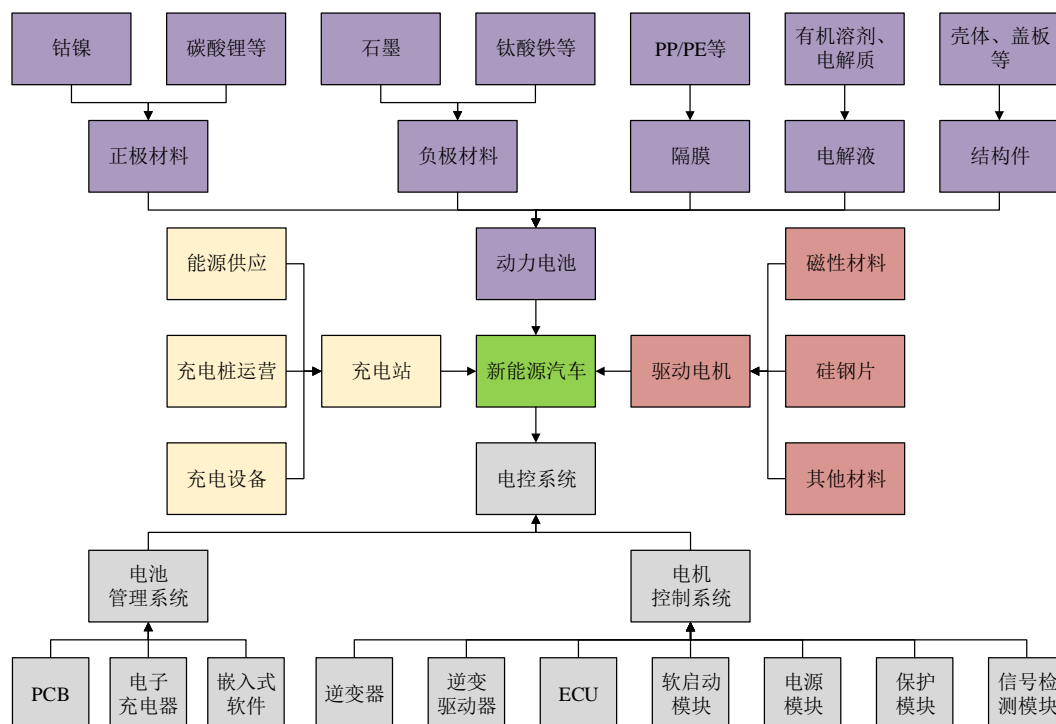 钴镍
碳酸锂等
石墨
钛酸铁等
PP/PE等
有机溶剂、
电解质
壳体、盖板
等
正极材料
负极材料
隔膜
电解液
结构件
能源供应
动力电池
磁性材料
充电桩运营
充电站
新能源汽车
驱动电机
硅钢片
充电设备
电控系统
其他材料
电池
管理系统
电机
控制系统
PCB
电子
充电器
嵌入式
软件
逆变器
逆变
驱动器
ECU
软启动
模块
电源
模块
保护
模块
信号检
测模块